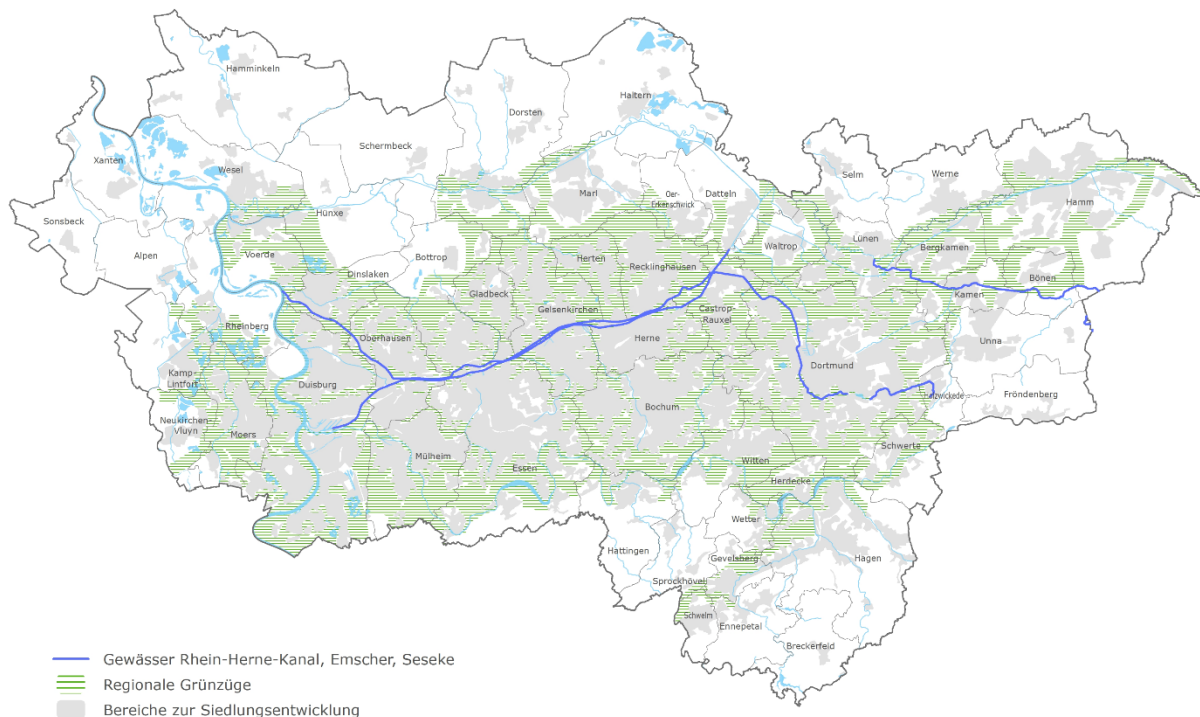 Hamminkeln
Haltern
Dorsten
Schermbeck
Xanten
Wesel
Selm
Werne
Marl
Oer-
Erkenschwick
Datteln
Hamm
Sonsbeck
Hünxe
Alpen
Voerde
Bottrop
Herten
Recklinghausen
Waltrop
Lünen
Bergkamen
Dinslaken
Bönen
Gladbeck
Kamen
Gelsenkirchen
Castrop-
Rauxel
Rheinberg
Oberhausen
Herne
Unna
Dortmund
Kamp-
Lintfort
Duisburg
Holzwickede
Fröndenberg
Neukirchen-
Vluyn
Moers
Bochum
Schwerte
Mülheim
Essen
Witten
Herdecke
Wetter
Hattingen
Gevelsberg
Hagen
Sprockhövel
Schwelm
Ennepetal
Breckerfeld
Gewässer Rhein-Herne-Kanal, Emscher, Seseke
Regionale Grünzüge
Bereiche zur Siedlungsentwicklung